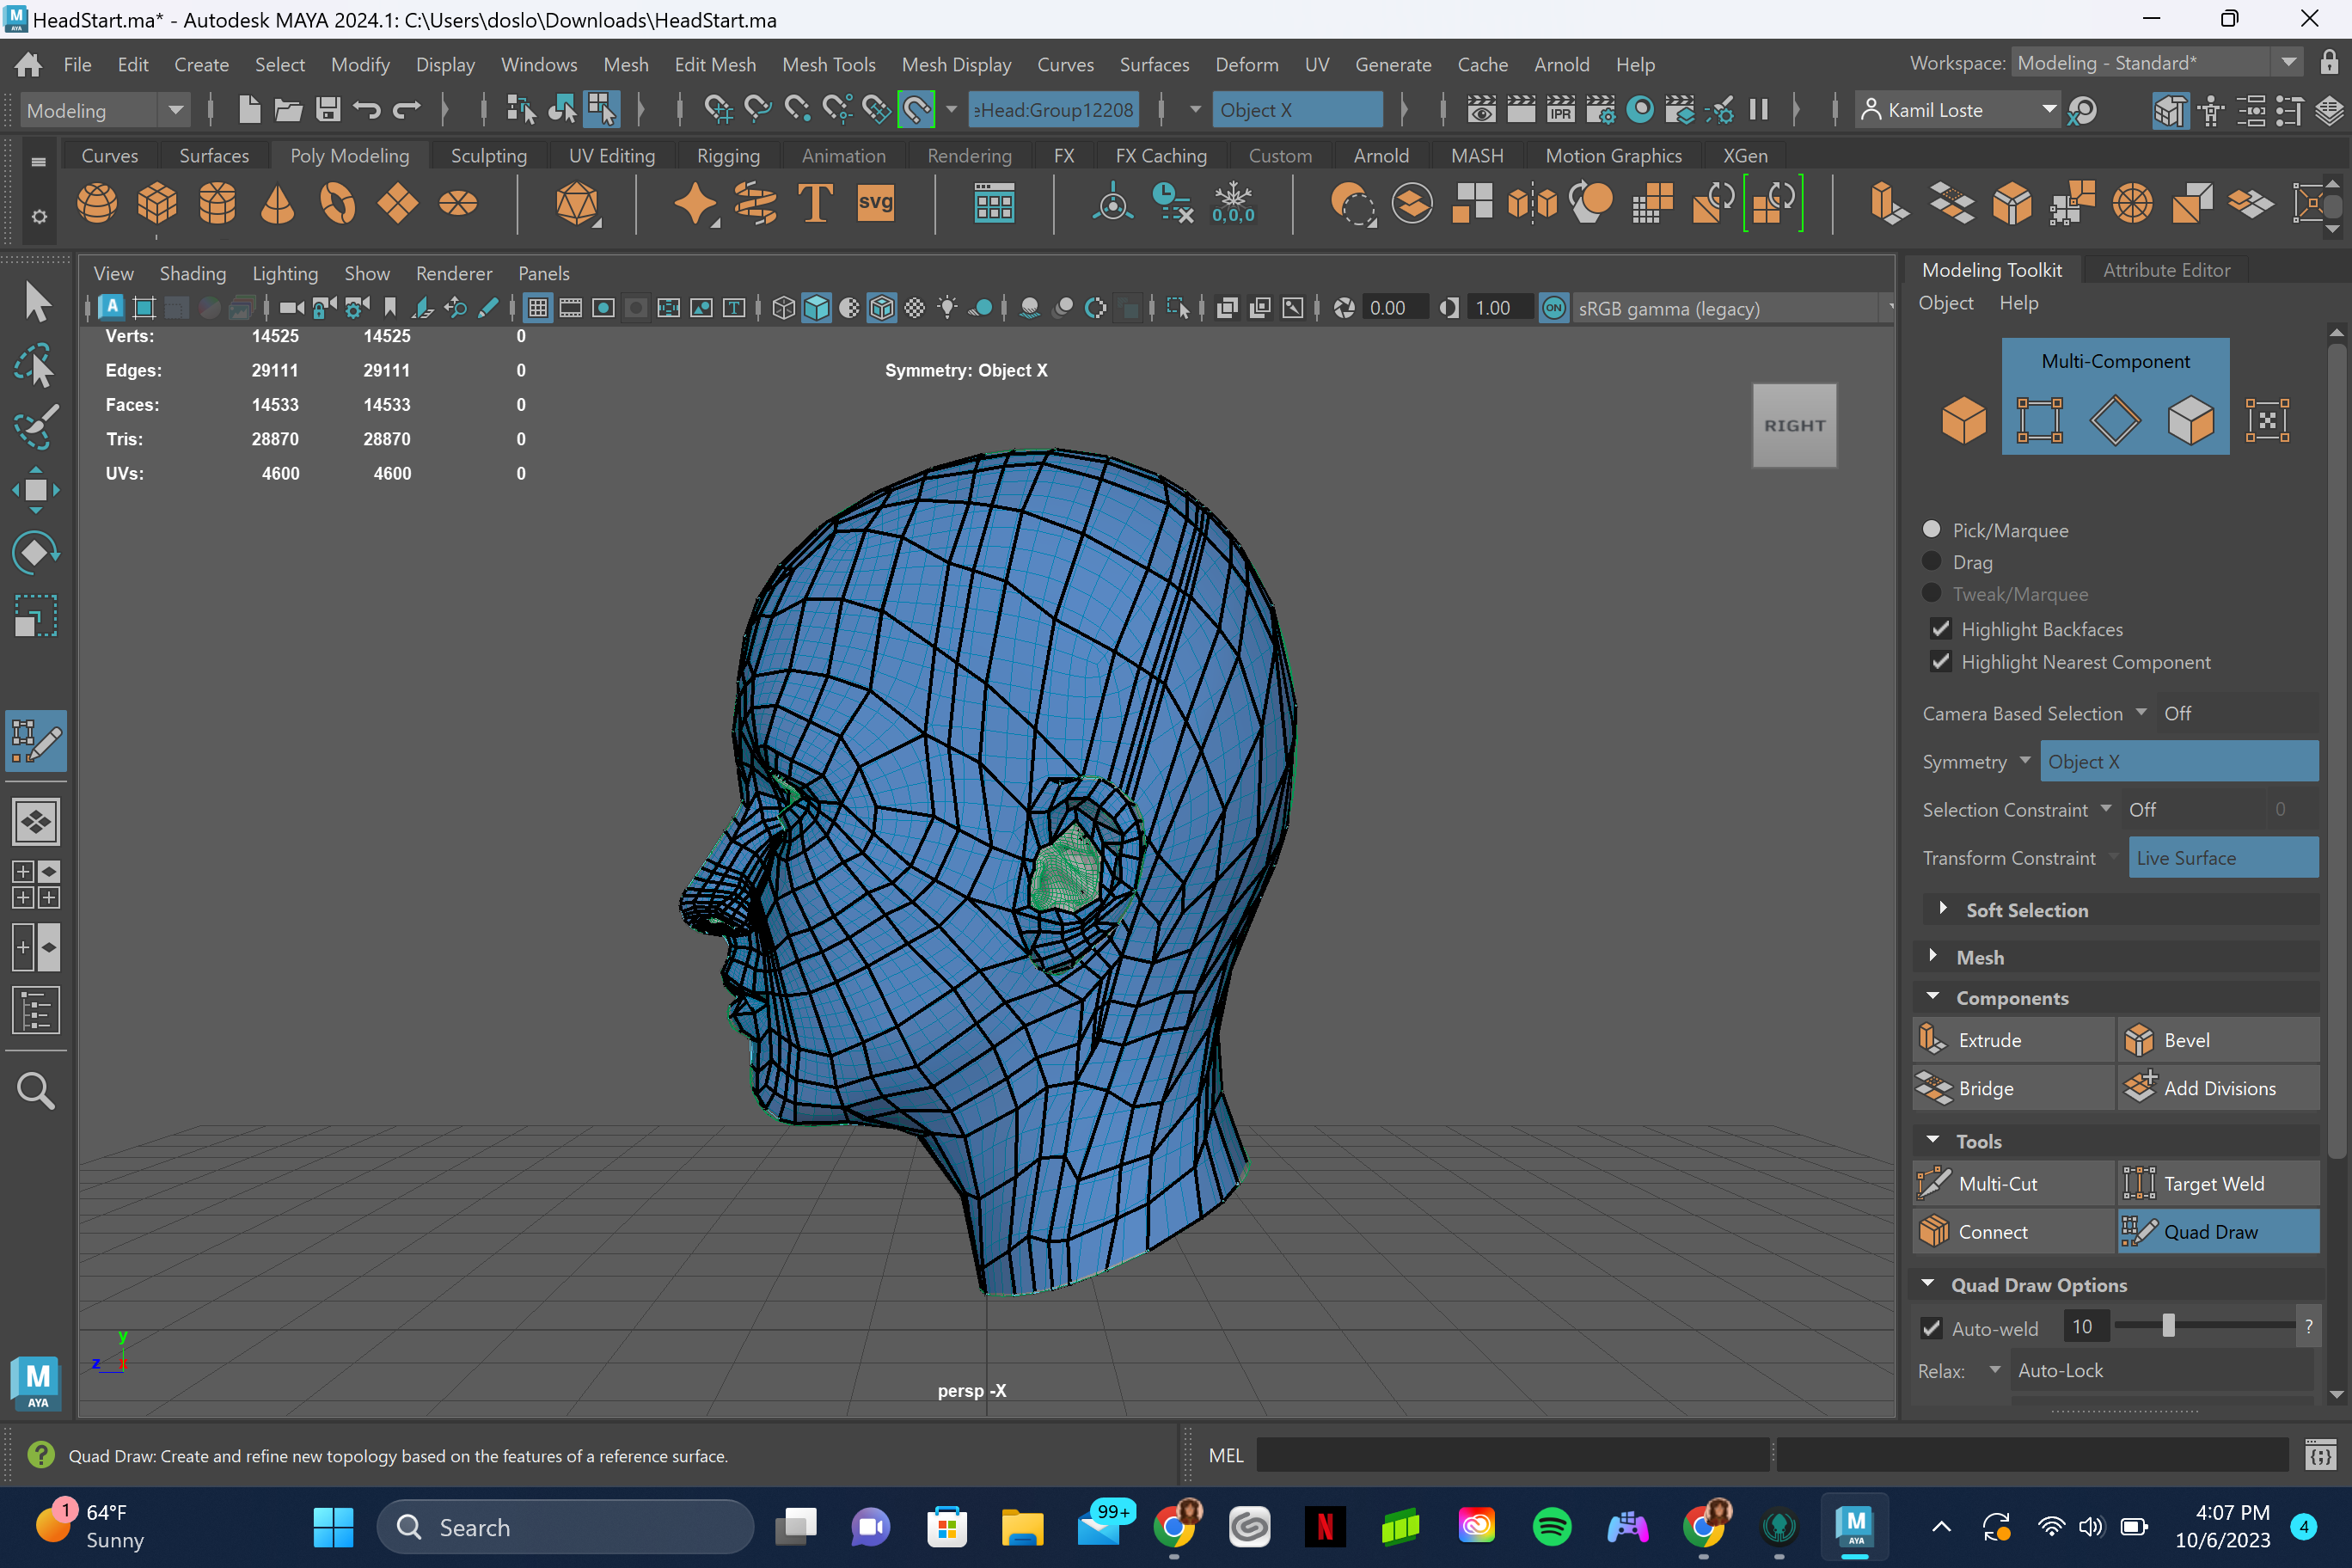 HeadStart.ma* - Autodesk MAYA 2024.1: C:\Users\doslo\Downloads\HeadStart.ma
File Edit Create Select Modify Display Windows Mesh Edit Mesh Mesh Tools Mesh Display Curves Surfaces Deform UV Generate Cache Arnold Help Workspace: Modeling - Standard*
Modeling eHead:Group12208 Object X IPR Kamil Loste
Curves Surfaces Poly Modeling Sculpting UV Editing Rigging Animation Rendering FX FX Caching Custom Arnold MASH Motion Graphics XGen
T svg 0,0,0
View Shading Lighting Show Renderer Panels
0.00 1.00 ON sRGB gamma (legacy)
Verts: 14525 14525 0
Edges: 29111 29111 0
Faces: 14533 14533 0
Tris: 28870 28870 0
UVs: 4600 4600 0
Symmetry: Object X
RIGHT
y
z x
persp -X
Modeling Toolkit Attribute Editor
Object Help
Multi-Component
Pick/Marquee
Drag
Tweak/Marquee
Highlight Backfaces
Highlight Nearest Component
Camera Based Selection Off
Symmetry Object X
Selection Constraint Off 0
Transform Constraint Live Surface
Soft Selection
Mesh
Components
Extrude Bevel
Bridge Add Divisions
Tools
Multi-Cut Target Weld
Connect Quad Draw
Quad Draw Options
Auto-weld 10 ?
Relax: Auto-Lock
M
AYA
Quad Draw: Create and refine new topology based on the features of a reference surface.
MEL
1 64°F
Sunny
Search
99+
N
M
AYA
4:07 PM
10/6/2023
4